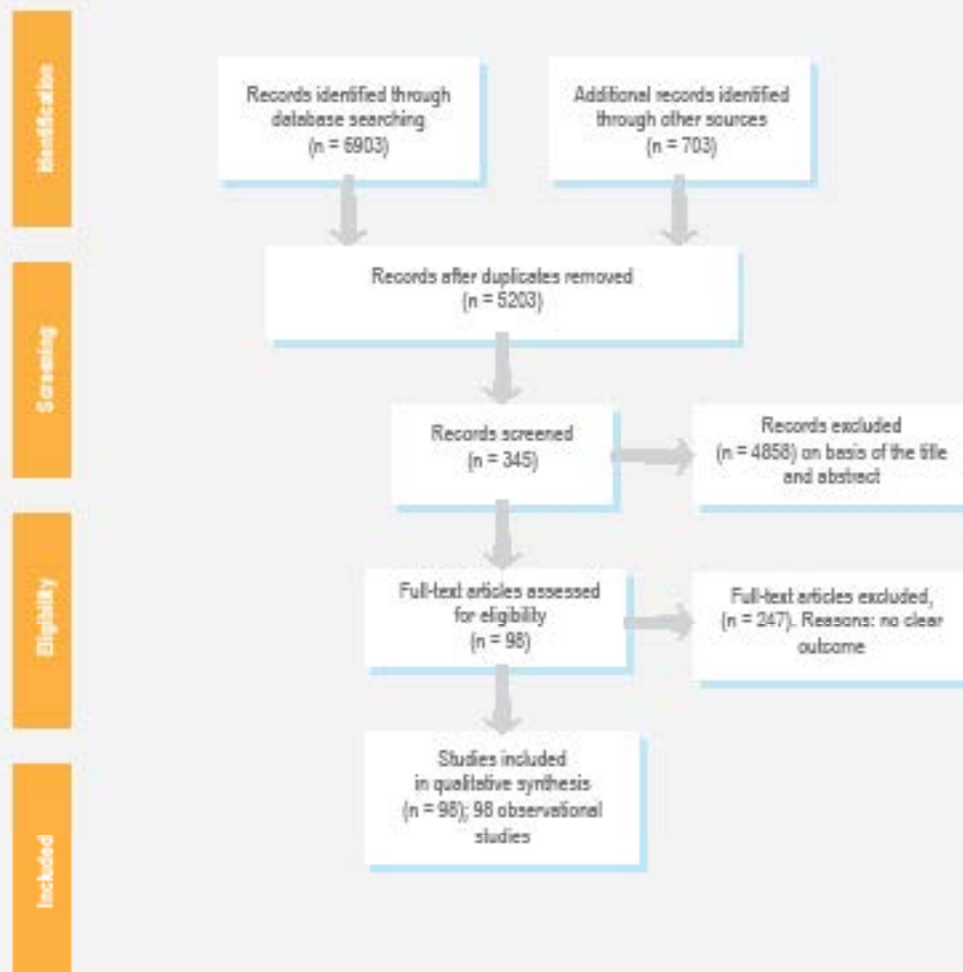 Identification
Records identified through
database searching
(n = 6903)
Additional records identified
through other sources
(n = 703)
Records after duplicates removed
(n = 5203)
Screening
Records screened
(n = 345)
Records excluded
(n = 4858) on basis of the title
and abstract
Eligibility
Full-text articles assessed
for eligibility
(n = 98)
Full-text articles excluded,
(n = 247). Reasons: no clear
outcome
Included
Studies included
in qualitative synthesis
(n = 98); 98 observational
studies